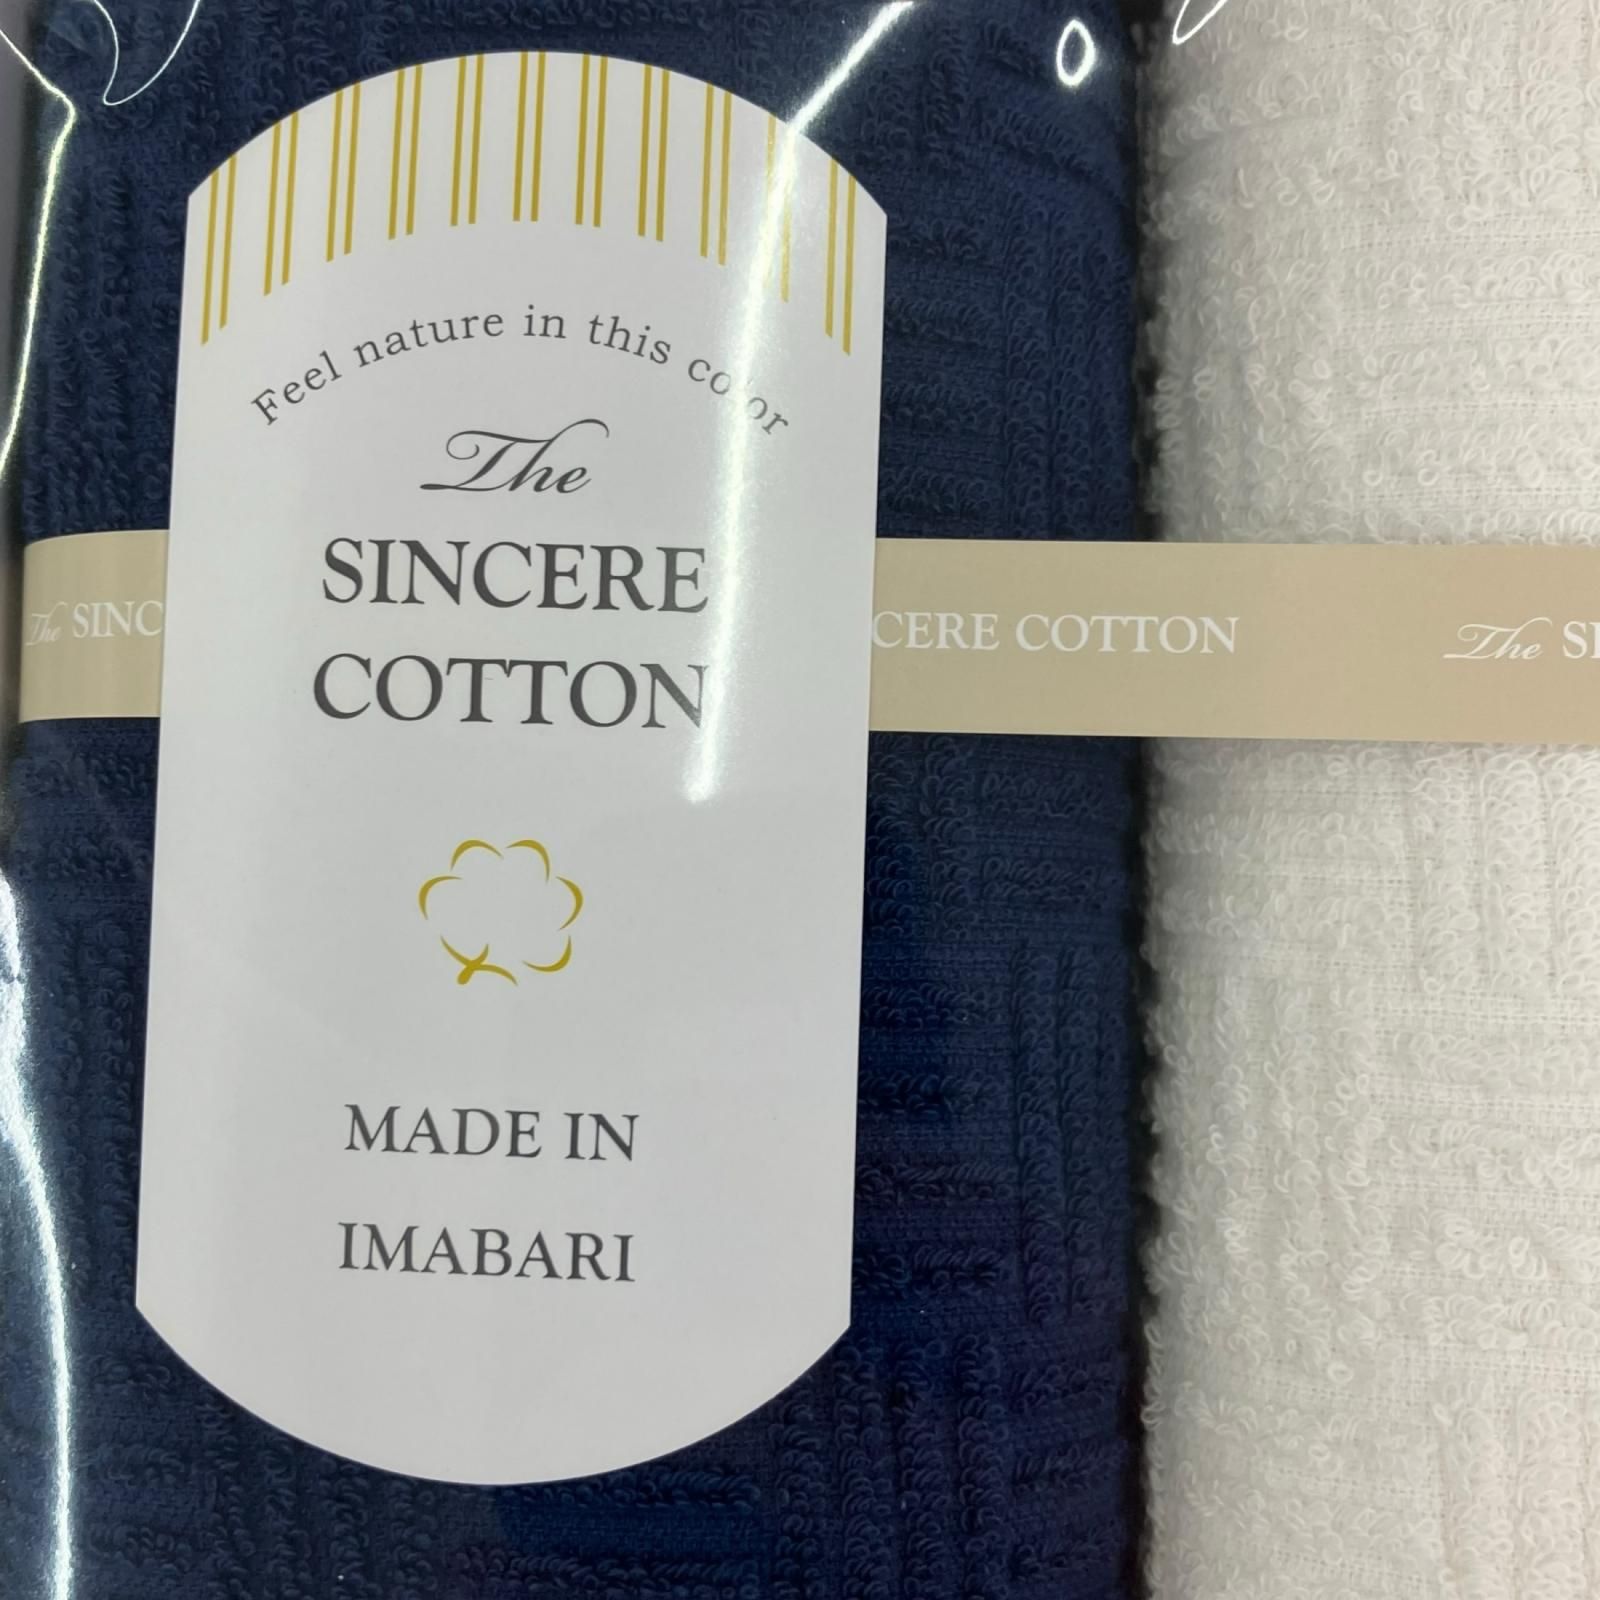 Feel nature in this color
The
SINCERE
COTTON
The SINC
CERE COTTON
The SI
MADE IN
IMABARI